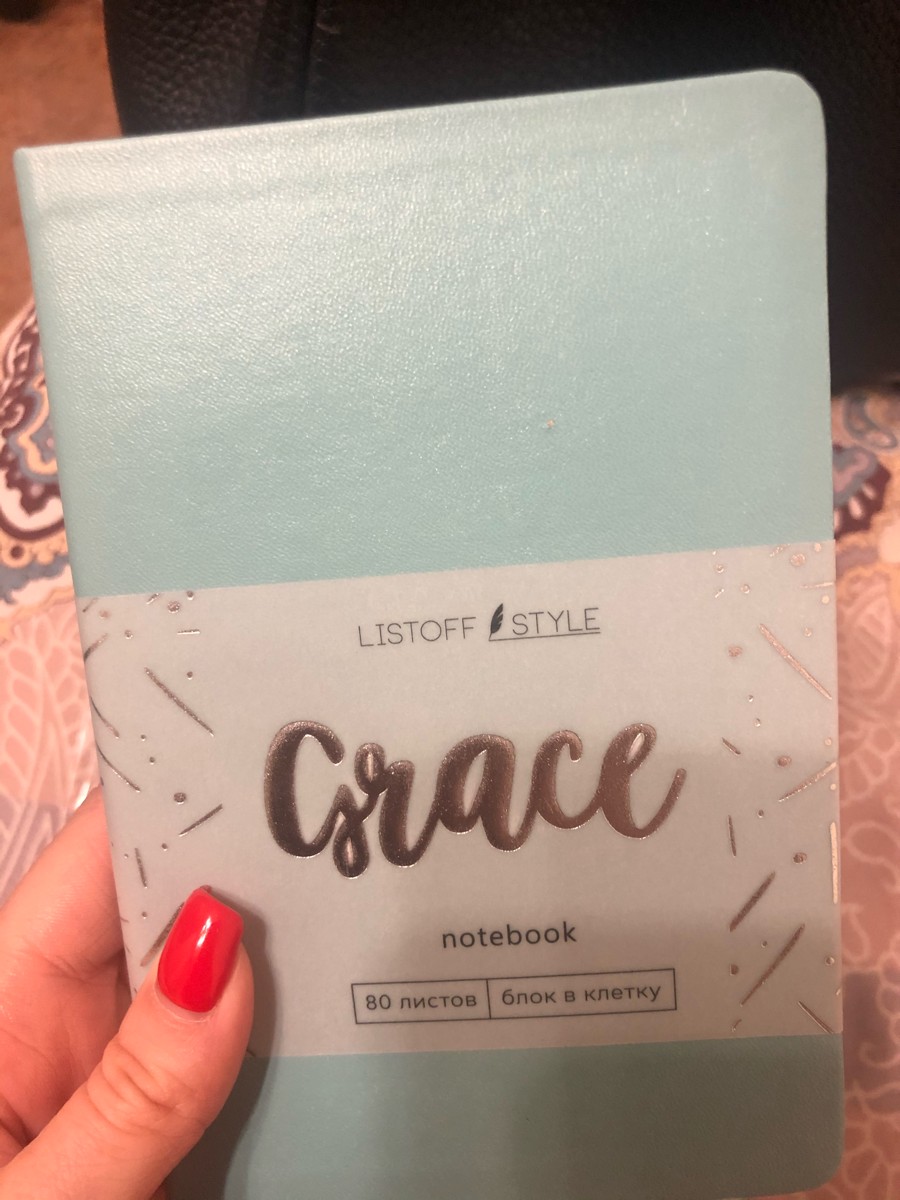 LISTOFF STYLE
Grace
notebook
80 листов блок в клетку